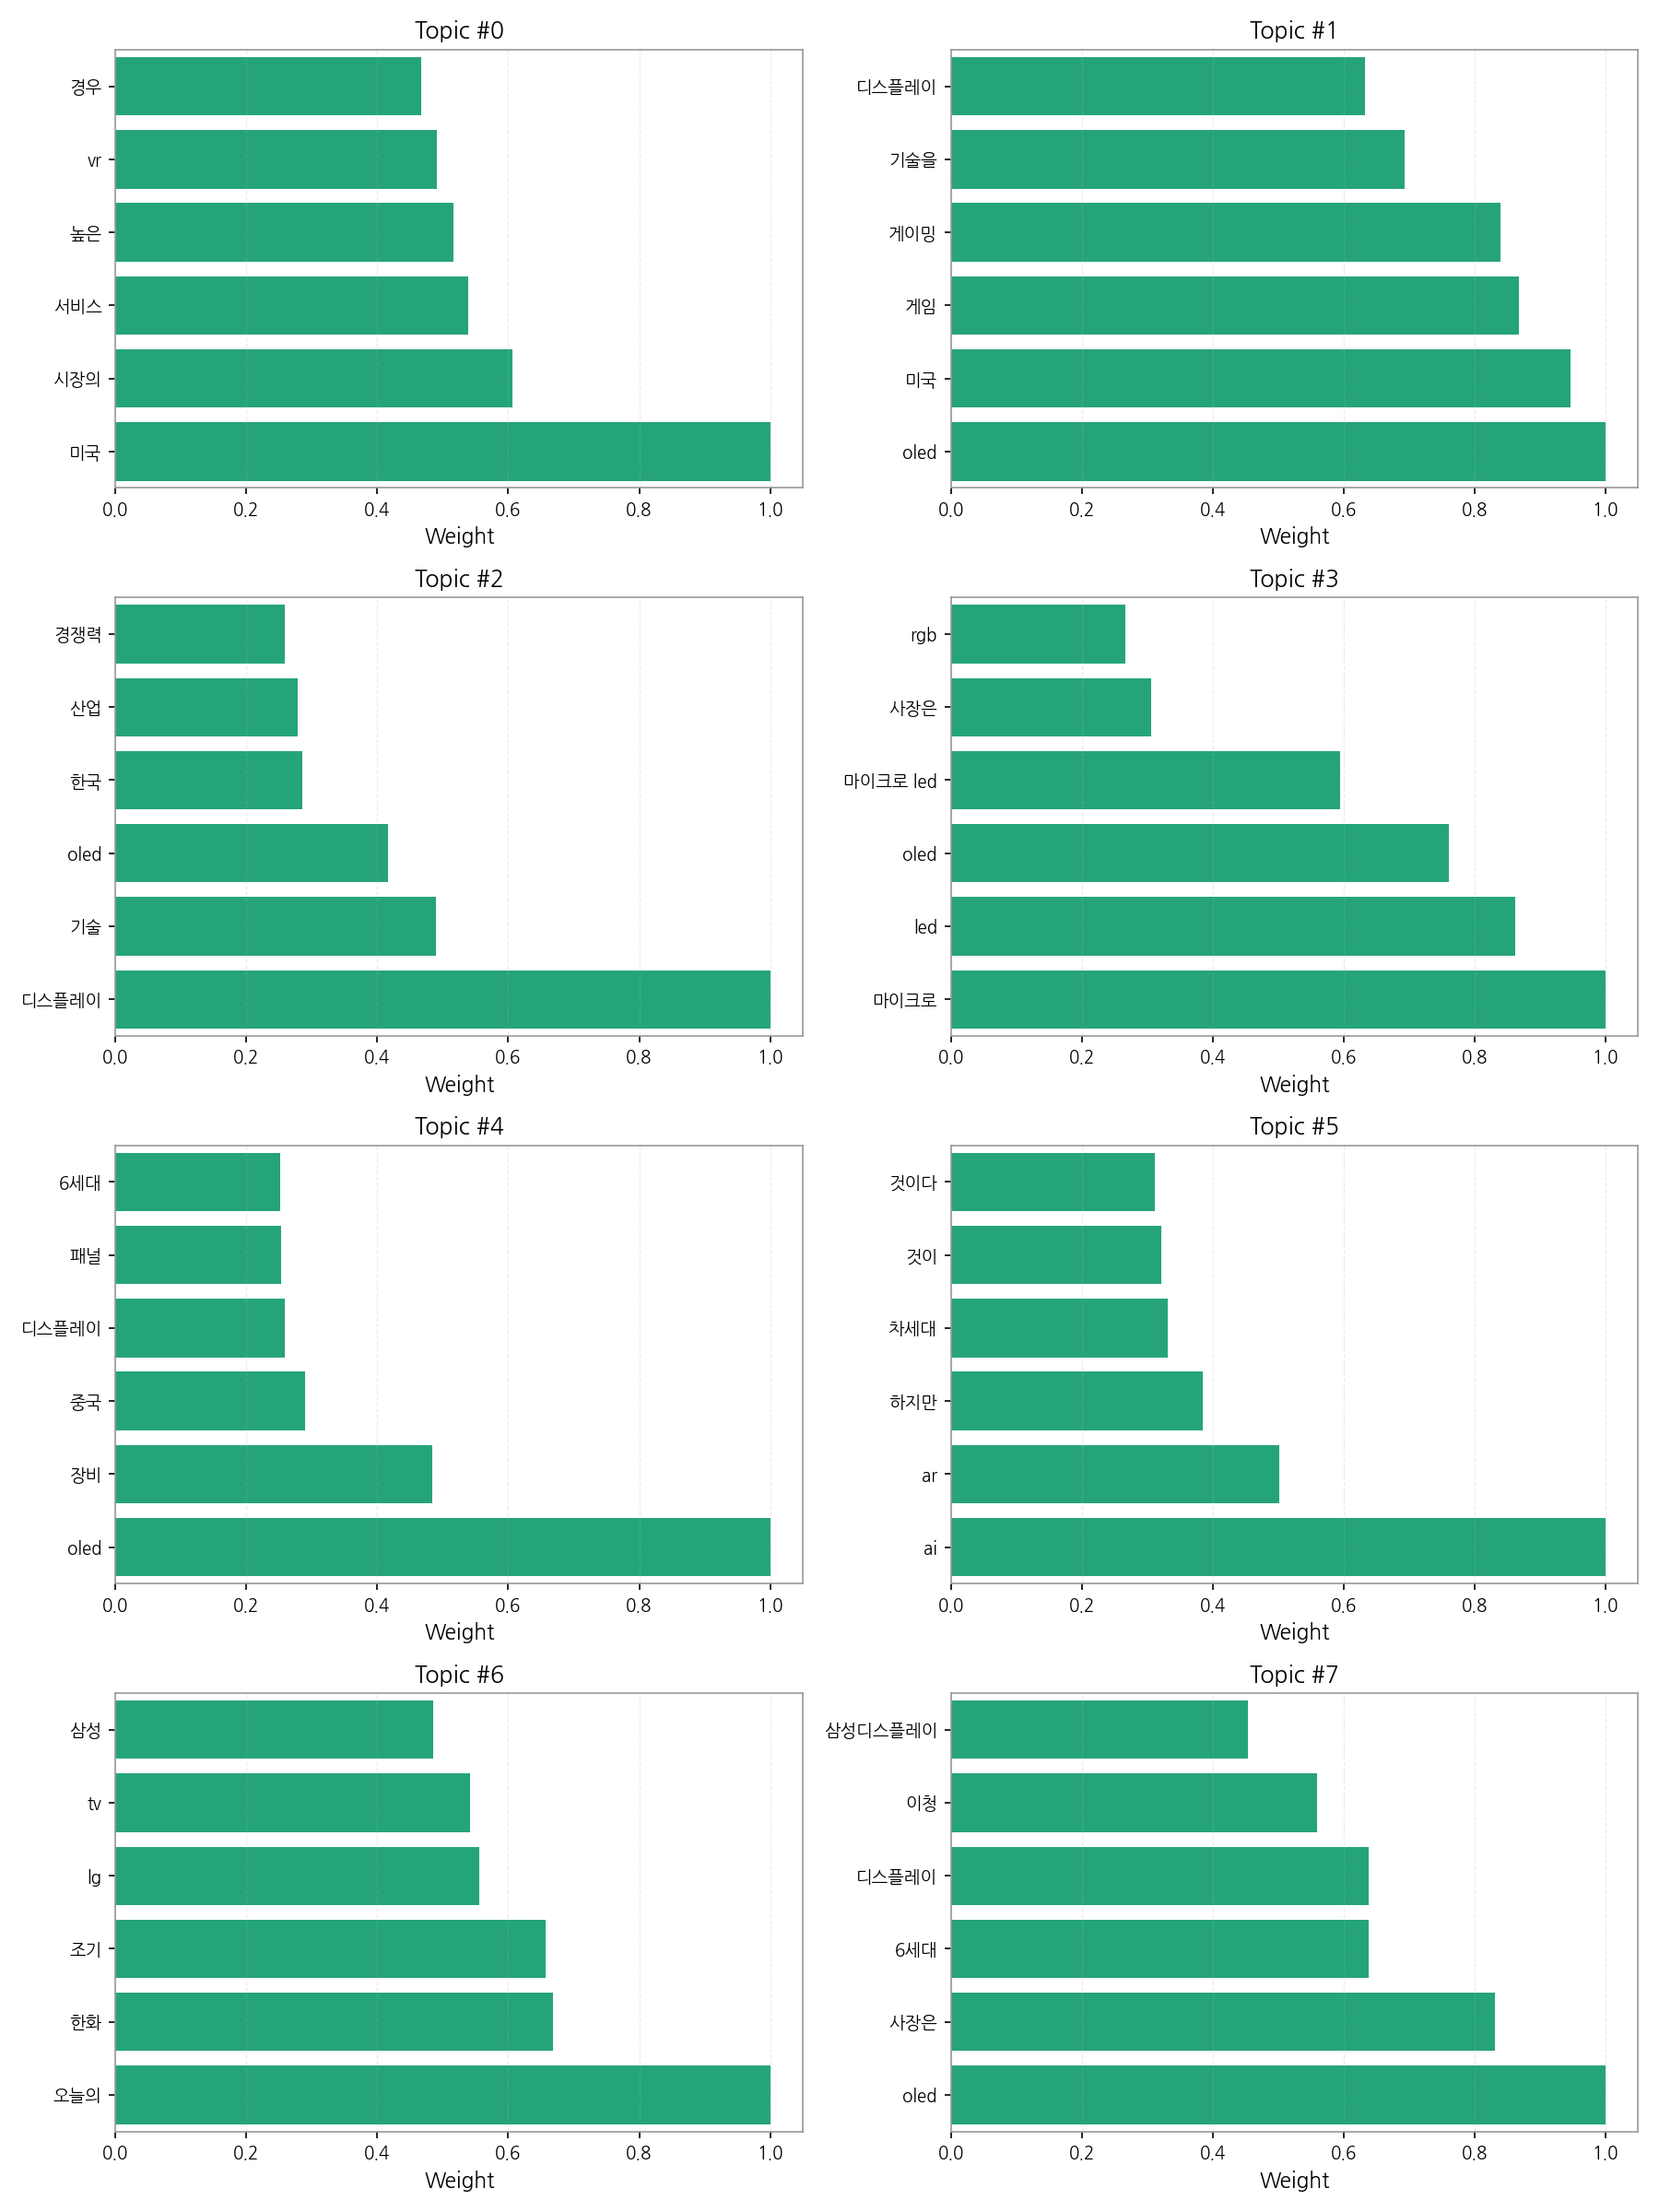 Topic #0
경우
vr
높은
서비스
시장의
미국
0.0 0.2 0.4 0.6 0.8 1.0
Weight
Topic #1
디스플레이
기술을
게이밍
게임
미국
oled
0.0 0.2 0.4 0.6 0.8 1.0
Weight
Topic #2
경쟁력
산업
한국
oled
기술
디스플레이
0.0 0.2 0.4 0.6 0.8 1.0
Weight
Topic #3
rgb
사장은
마이크로 led
oled
led
마이크로
0.0 0.2 0.4 0.6 0.8 1.0
Weight
Topic #4
6세대
패널
디스플레이
중국
장비
oled
0.0 0.2 0.4 0.6 0.8 1.0
Weight
Topic #5
것이다
것이
차세대
하지만
ar
ai
0.0 0.2 0.4 0.6 0.8 1.0
Weight
Topic #6
삼성
tv
lg
조기
한화
오늘의
0.0 0.2 0.4 0.6 0.8 1.0
Weight
Topic #7
삼성디스플레이
이청
디스플레이
6세대
사장은
oled
0.0 0.2 0.4 0.6 0.8 1.0
Weight